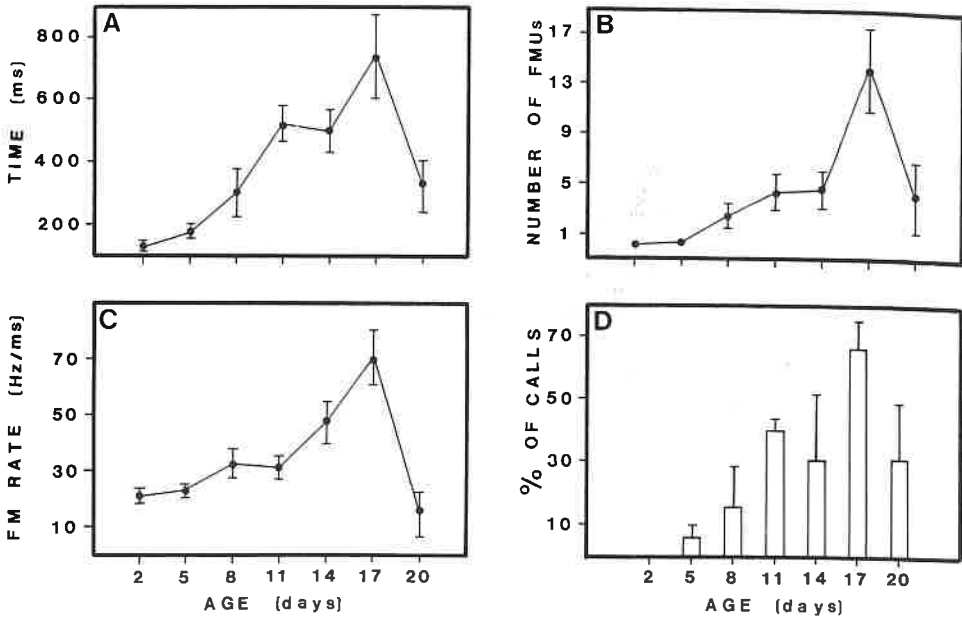 A
TIME (ms)
800
600
400
200
B
NUMBER OF FMUs
17
13
9
5
1
C
FM RATE (Hz/ms)
70
50
30
10
2 5 8 11 14 17 20
AGE (days)
D
% OF CALLS
70
50
30
10
2 5 8 11 14 17 20
AGE (days)